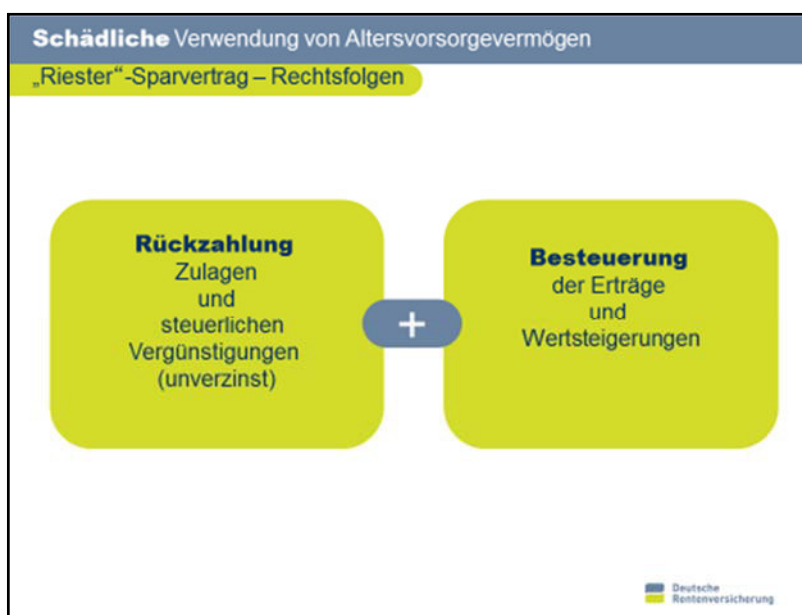 Schädliche Verwendung von Altersvorsorgevermögen
„Riester“-Sparvertrag – Rechtsfolgen
Rückzahlung
Zulagen
und
steuerlichen
Vergünstigungen
(unverzinst)
+
Besteuerung
der Erträge
und
Wertsteigerungen
Deutsche
Rentenversicherung